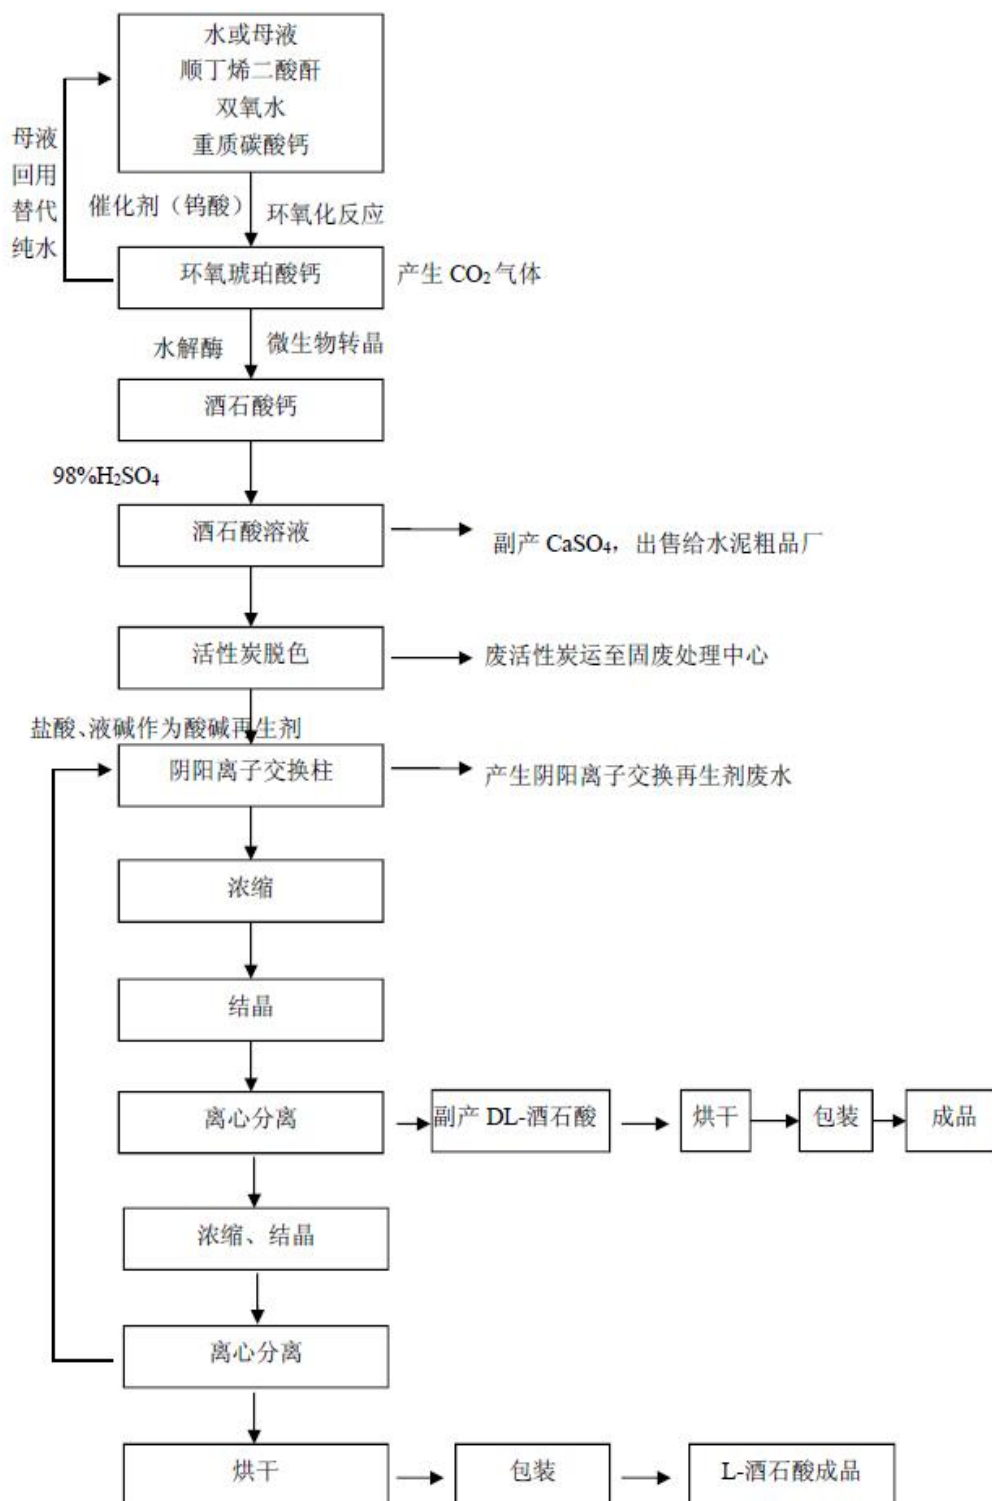 水或母液
顺丁烯二酸酐
双氧水
重质碳酸钙
母液
回用
替代
纯水
催化剂（钨酸）
环氧化反应
环氧琥珀酸钙
产生 CO₂ 气体
水解酶
微生物转晶
酒石酸钙
98%H₂SO₄
酒石酸溶液
副产 CaSO₄，出售给水泥粗品厂
活性炭脱色
废活性炭运至固废处理中心
盐酸、液碱作为酸碱再生剂
阴阳离子交换柱
产生阴阳离子交换再生剂废水
浓缩
结晶
离心分离
副产 DL-酒石酸
烘干
包装
成品
浓缩、结晶
离心分离
烘干
包装
L-酒石酸成品